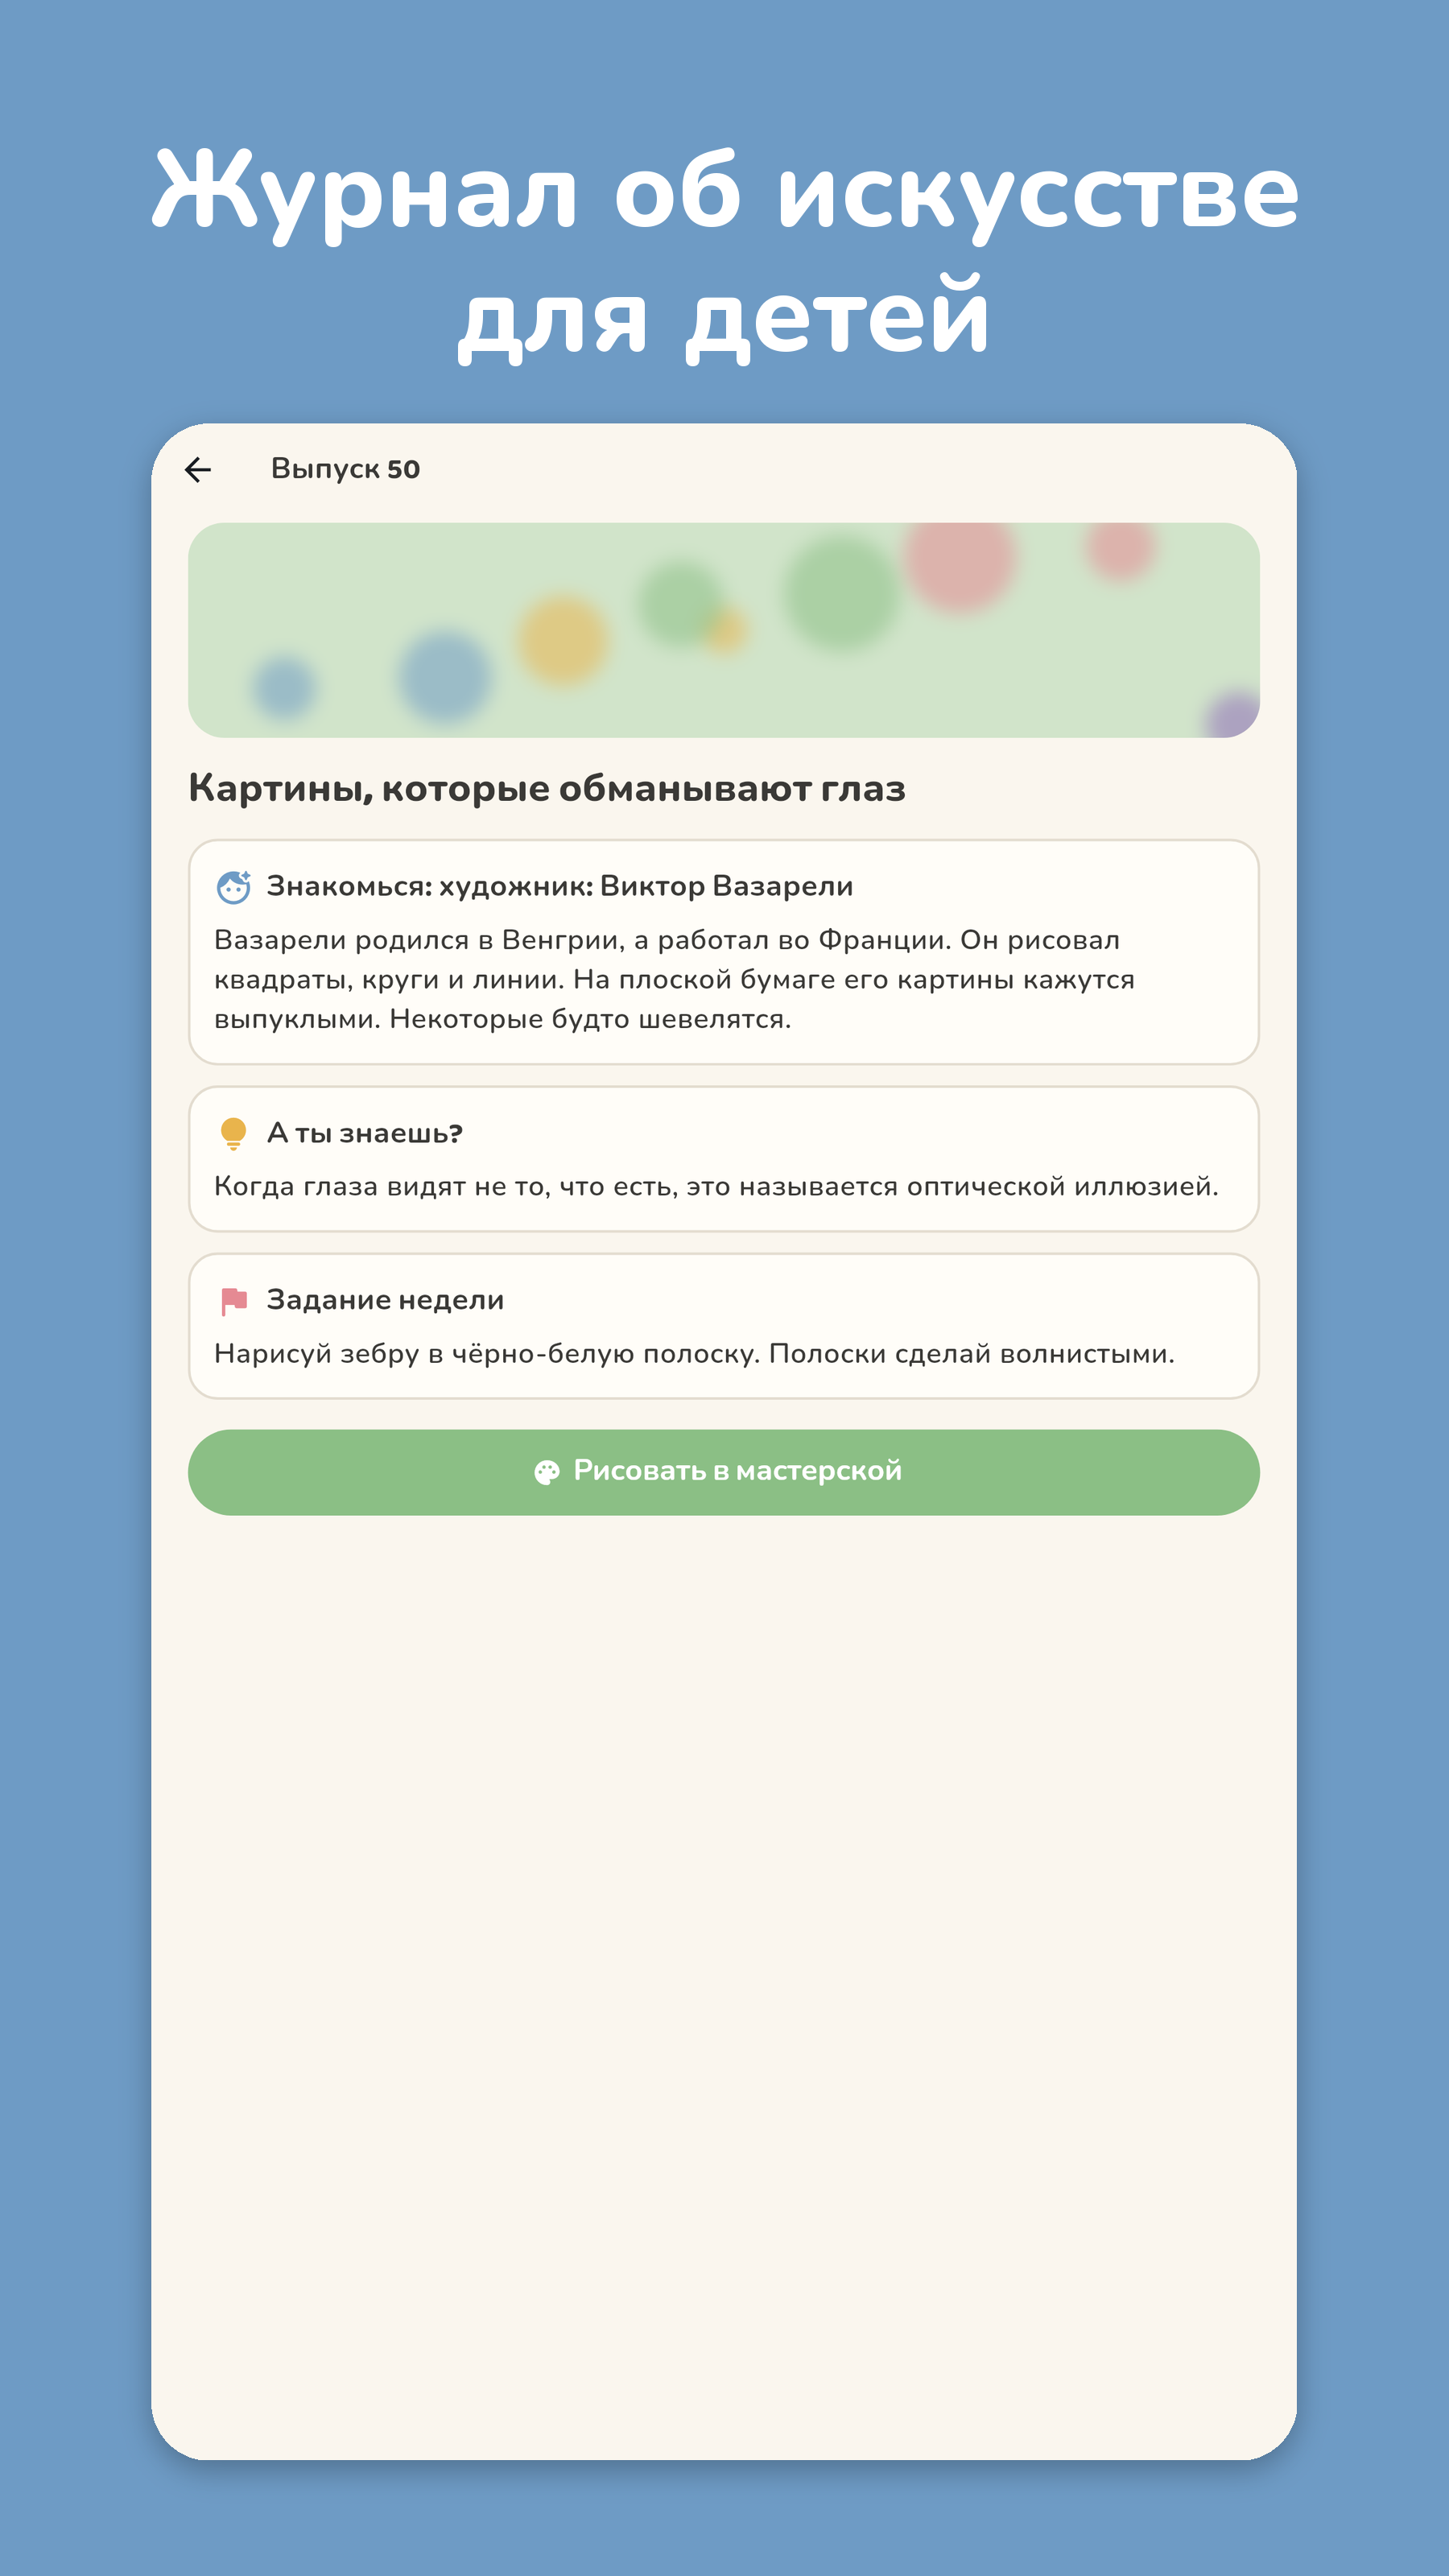 Журнал об искусстве
для детей
Выпуск 50
Картины, которые обманывают глаз
Знакомься: художник: Виктор Вазарели
Вазарели родился в Венгрии, а работал во Франции. Он рисовал
квадраты, круги и линии. На плоской бумаге его картины кажутся
выпуклыми. Некоторые будто шевелятся.
А ты знаешь?
Когда глаза видят не то, что есть, это называется оптической иллюзией.
Задание недели
Нарисуй зебру в чёрно-белую полоску. Полоски сделай волнистыми.
Рисовать в мастерской